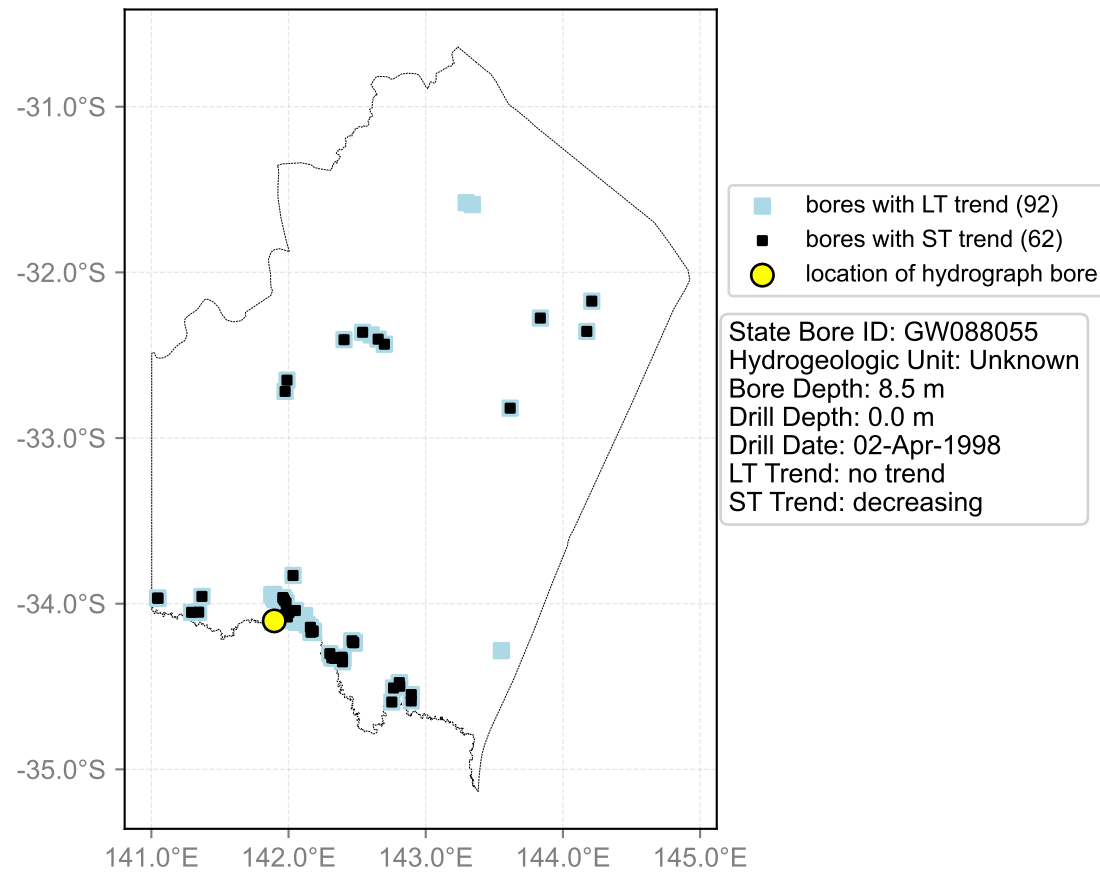 -31.0°S
-32.0°S
-33.0°S
-34.0°S
-35.0°S
141.0°E 142.0°E 143.0°E 144.0°E 145.0°E
bores with LT trend (92)
bores with ST trend (62)
location of hydrograph bore
State Bore ID: GW088055
Hydrogeologic Unit: Unknown
Bore Depth: 8.5 m
Drill Depth: 0.0 m
Drill Date: 02-Apr-1998
LT Trend: no trend
ST Trend: decreasing